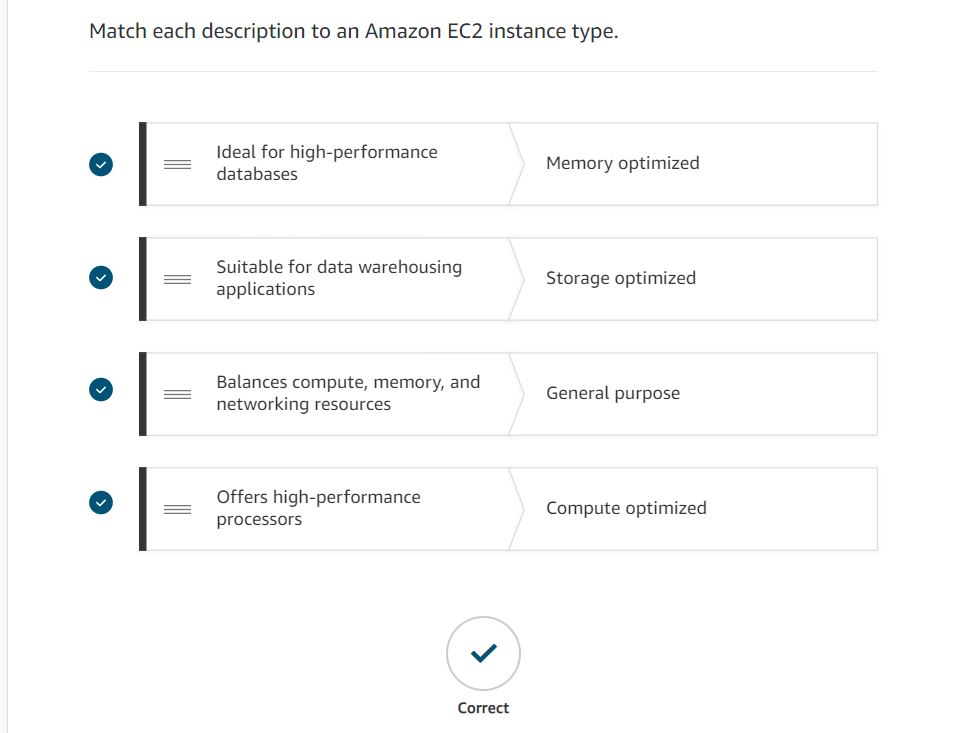 Match each description to an Amazon EC2 instance type.
Ideal for high-performance
databases
Memory optimized
Suitable for data warehousing
applications
Storage optimized
Balances compute, memory, and
networking resources
General purpose
Offers high-performance
processors
Compute optimized
Correct